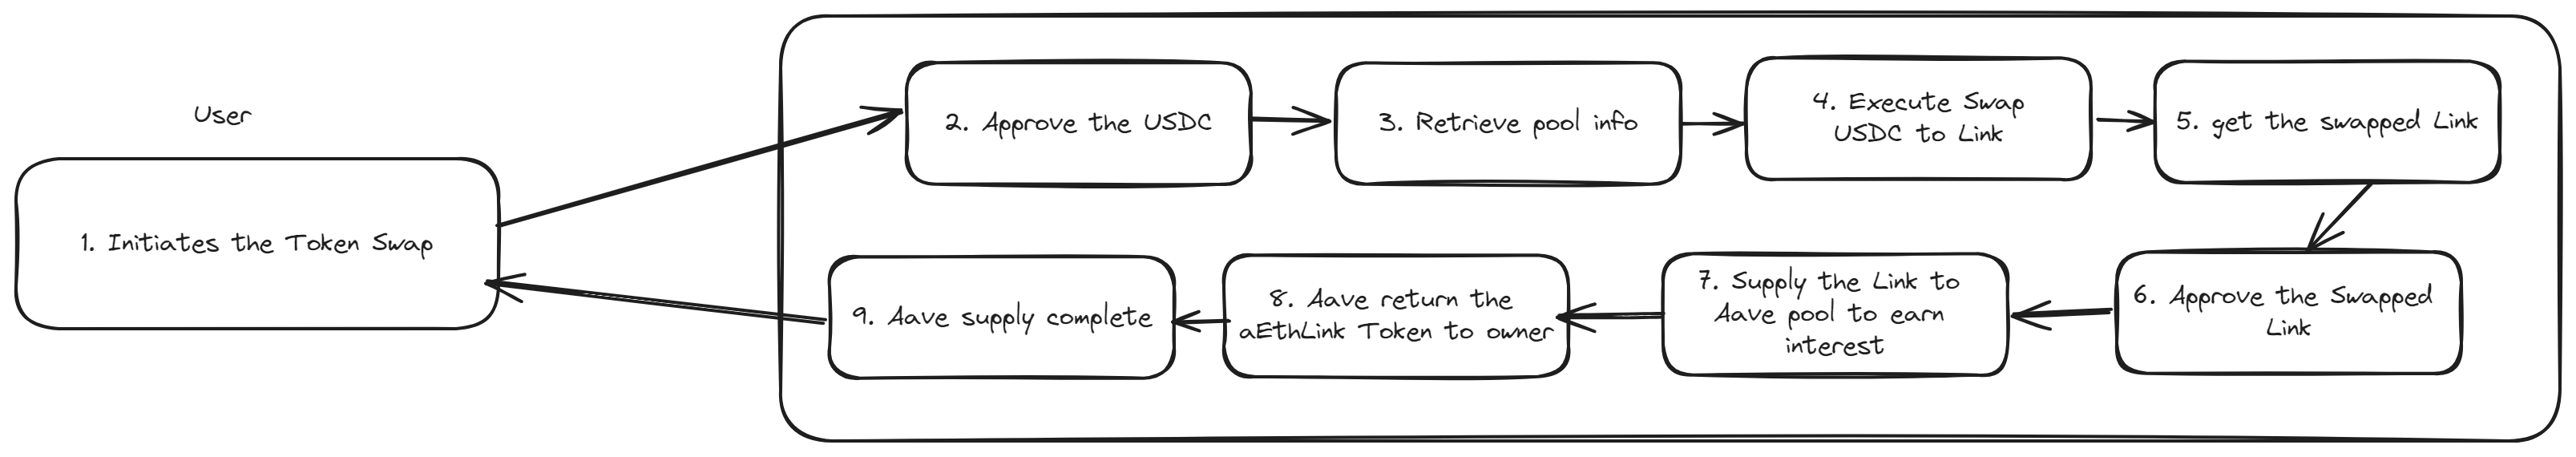 User
1. Initiates the Token Swap
2. Approve the USDC
3. Retrieve pool info
4. Execute Swap
USDC to Link
5. get the swapped Link
6. Approve the Swapped
Link
7. Supply the Link to
Aave pool to earn
interest
8. Aave return the
aEthLink Token to owner
9. Aave supply complete